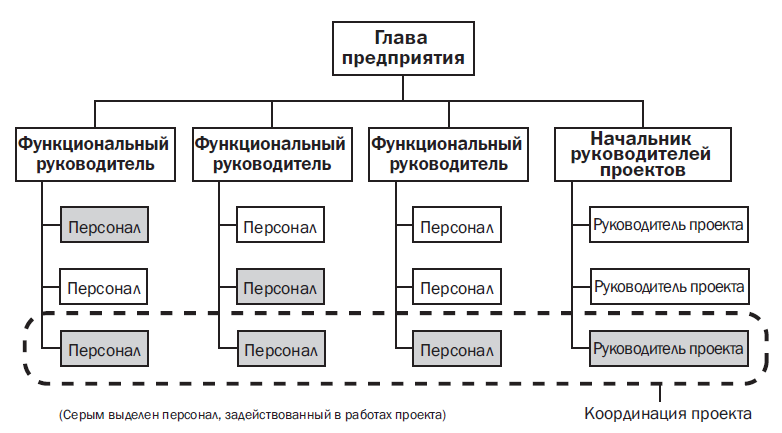 Глава
предприятия
Функциональный
руководитель
Функциональный
руководитель
Функциональный
руководитель
Начальник
руководителей
проектов
Персонал
Персонал
Персонал
Руководитель проекта
Персонал
Персонал
Персонал
Руководитель проекта
Персонал
Персонал
Персонал
Руководитель проекта
(Серым выделен персонал, задействованный в работах проекта)
Координация проекта